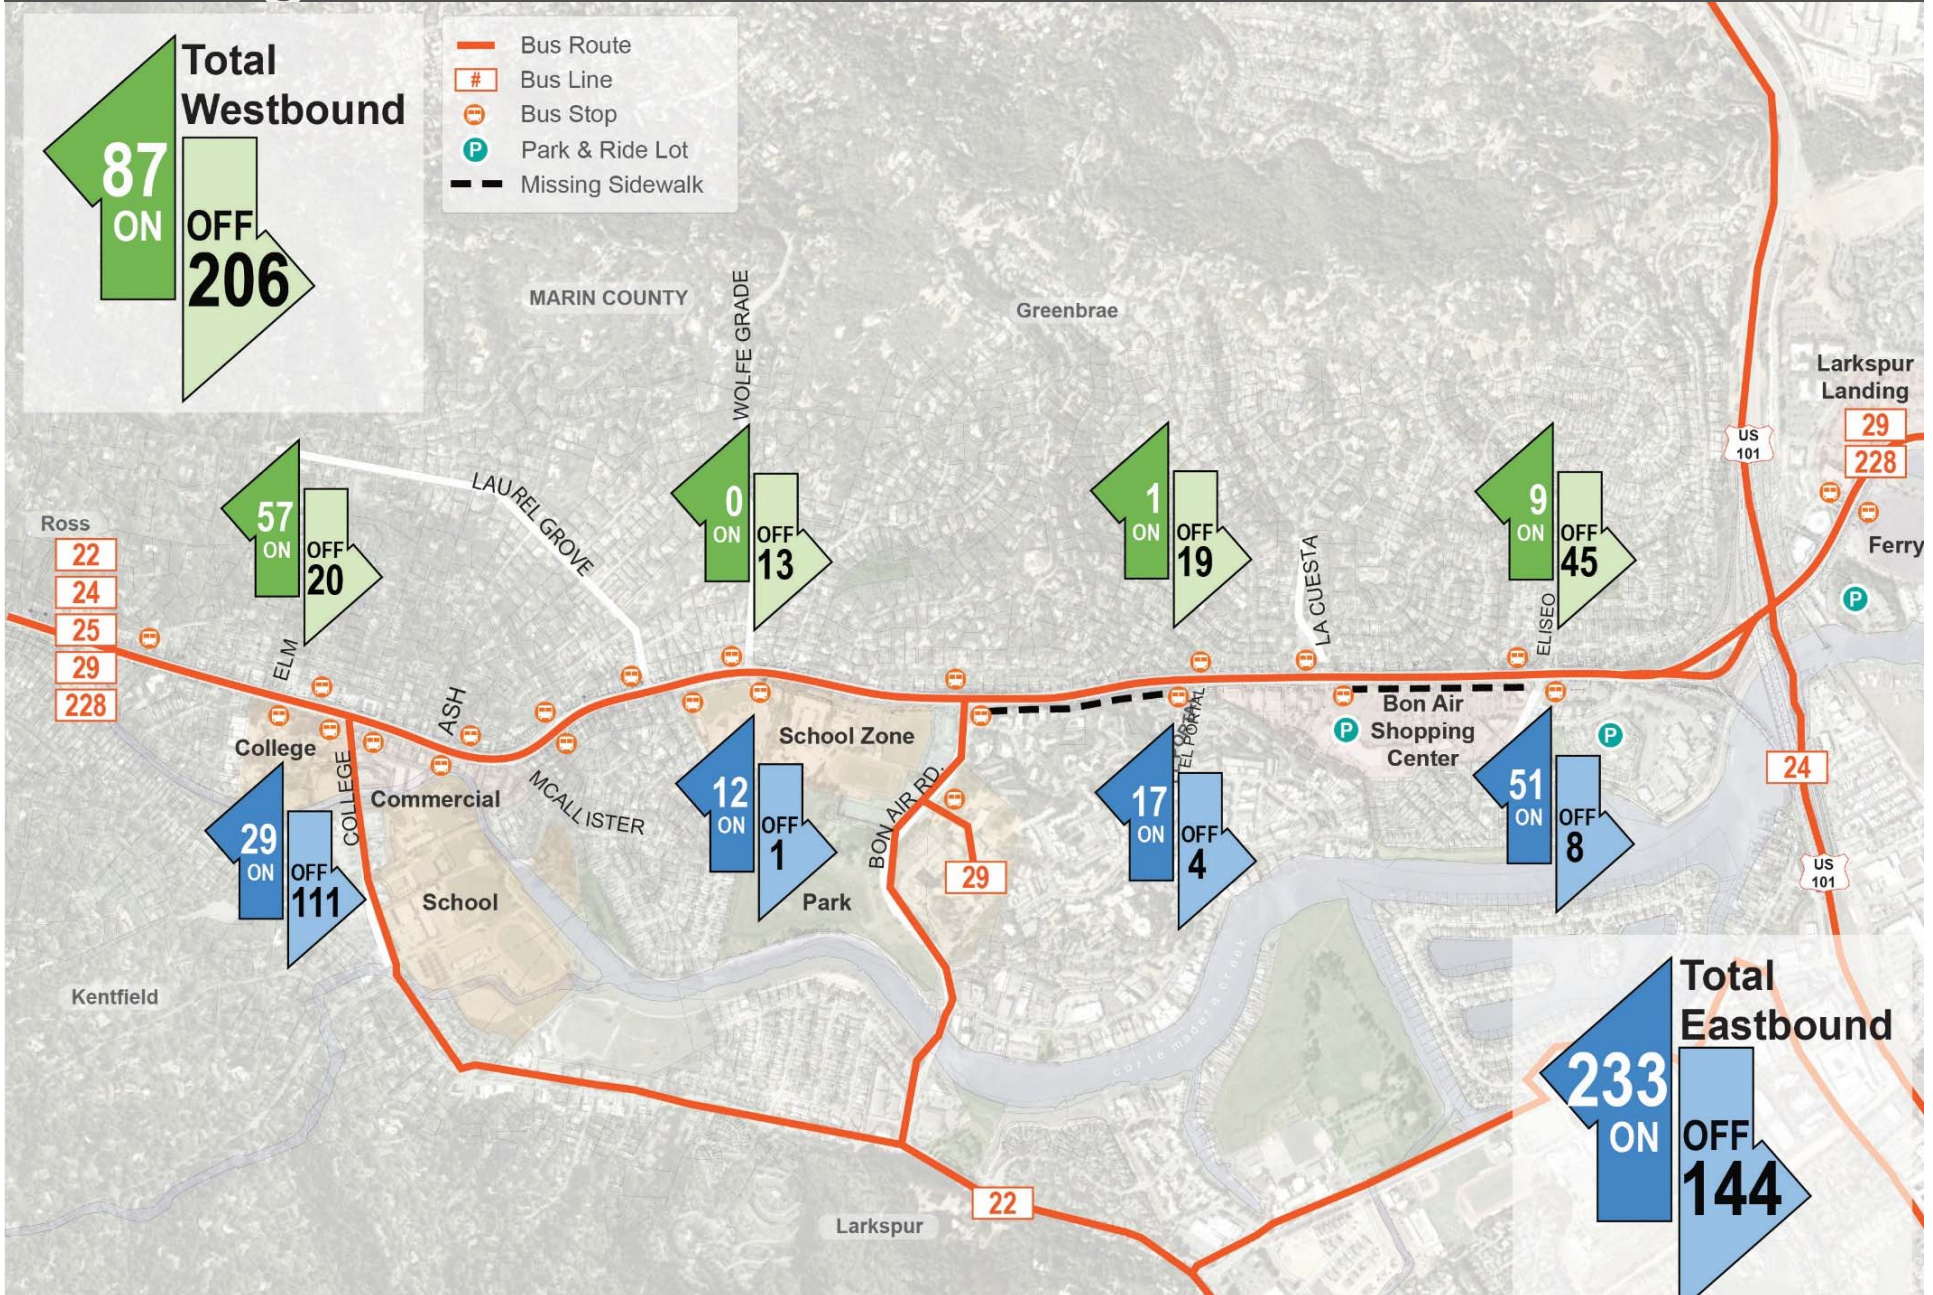 Total
Westbound
87
ON
OFF
206
Bus Route
# Bus Line
Bus Stop
P Park & Ride Lot
Missing Sidewalk
MARIN COUNTY
Greenbrae
WOLFE GRADE
Larkspur
Landing
29
228
US
101
LAUREL GROVE
57
ON
OFF
20
0
ON
OFF
13
1
ON
OFF
19
LA CUESTA
9
ON
OFF
45
ELISEO
Ferry
P
Ross
22
24
25
29
228
ELM
ASH
College
COLLEGE
Commercial
MCALLISTER
School Zone
BON AIR RD.
EL PORTAL
P
Bon Air
Shopping
Center
P
24
29
ON
OFF
111
12
ON
OFF
1
17
ON
OFF
4
51
ON
OFF
8
US
101
29
School
Park
Kentfield
corte madera creek
Total
Eastbound
233
ON
OFF
144
22
Larkspur